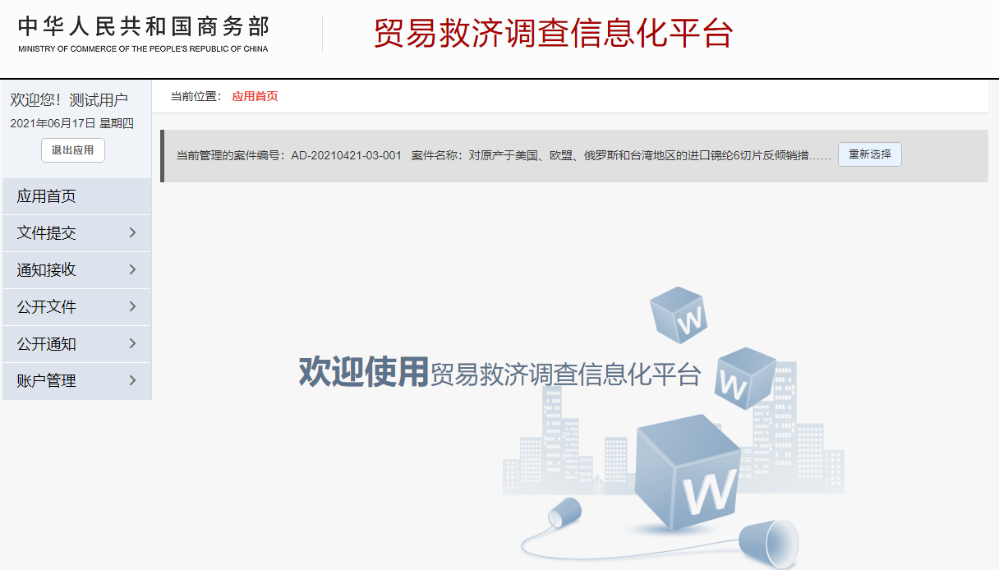 中华人民共和国商务部
MINISTRY OF COMMERCE OF THE PEOPLE'S REPUBLIC OF CHINA
贸易救济调查信息化平台
欢迎您！测试用户
2021年06月17日 星期四
退出应用
应用首页
文件提交
通知接收
公开文件
公开通知
账户管理
当前位置： 应用首页
当前管理的案件编号：AD-20210421-03-001 案件名称：对原产于美国、欧盟、俄罗斯和台湾地区的进口锦纶6切片反倾销措…… 重新选择
欢迎使用贸易救济调查信息化平台
W
W
W